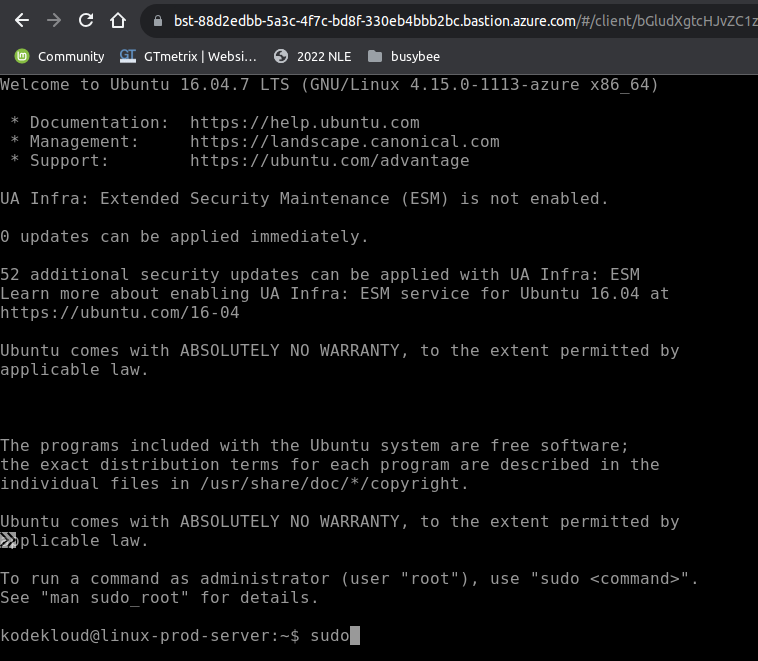 bst-88d2edbb-5a3c-4f7c-bd8f-330eb4bbb2bc.bastion.azure.com/#/client/bGludXgtcHJvZC1z
Community GTmetrix | Websi... 2022 NLE busybee
Welcome to Ubuntu 16.04.7 LTS (GNU/Linux 4.15.0-1113-azure x86_64)
* Documentation:  https://help.ubuntu.com
* Management:     https://landscape.canonical.com
* Support:        https://ubuntu.com/advantage
UA Infra: Extended Security Maintenance (ESM) is not enabled.
0 updates can be applied immediately.
52 additional security updates can be applied with UA Infra: ESM
Learn more about enabling UA Infra: ESM service for Ubuntu 16.04 at
https://ubuntu.com/16-04
Ubuntu comes with ABSOLUTELY NO WARRANTY, to the extent permitted by
applicable law.
The programs included with the Ubuntu system are free software;
the exact distribution terms for each program are described in the
individual files in /usr/share/doc/*/copyright.
Ubuntu comes with ABSOLUTELY NO WARRANTY, to the extent permitted by
applicable law.
To run a command as administrator (user "root"), use "sudo <command>".
See "man sudo_root" for details.
kodekloud@linux-prod-server:~$ sudo